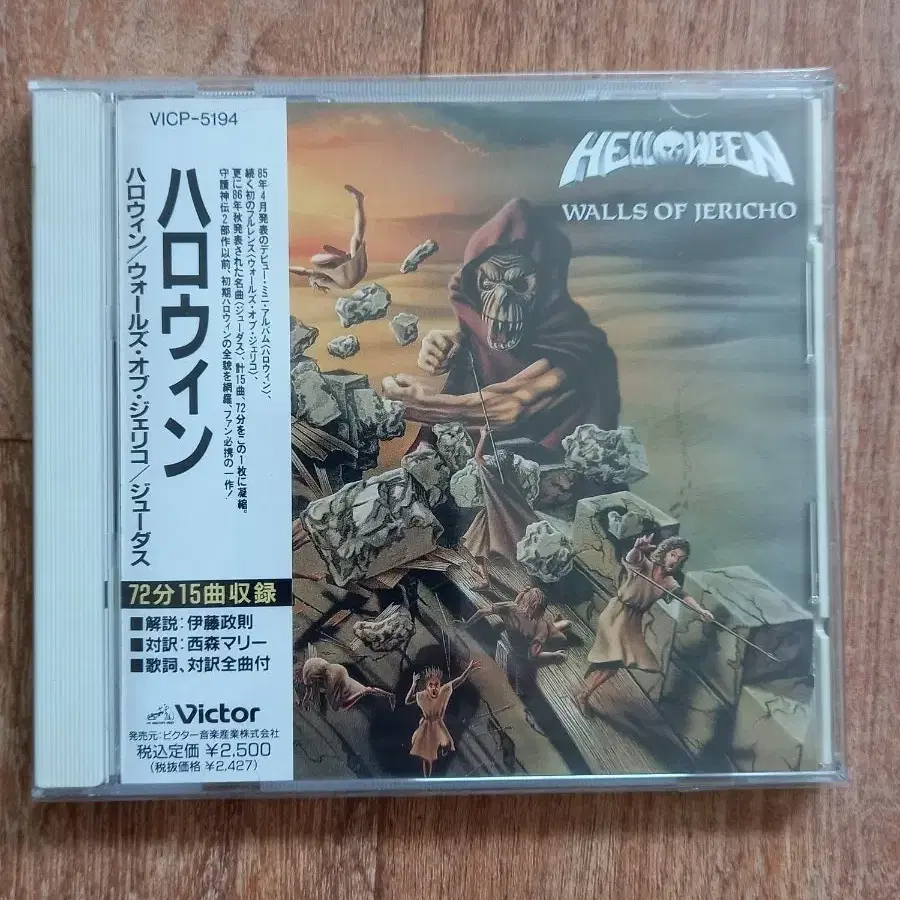 VICP-5194
ハロウィン
ハロウィン/ウォールズ・オブ・ジェリコ/ジューダス
85年4月発表のデビュー・ミニ・アルバム〈ハロウィン〉、
続く初のフルレンス〈ウォールズ・オブ・ジェリコ〉、
更に86年秋発表された名曲〈ジューダス〉、計15曲、72分をこの1枚に凝縮。
守護神伝2部作以前、初期ハロウィンの全貌を網羅、ファン必携の一作!
72分15曲収録
■解説:伊藤政則
■対訳:西森マリー
■歌詞、対訳全曲付
Victor
発売元:ビクター音楽産業株式会社
税込定価 ¥2,500
(税抜価格 ¥2,427)
HELLOWEEN
WALLS OF JERICHO